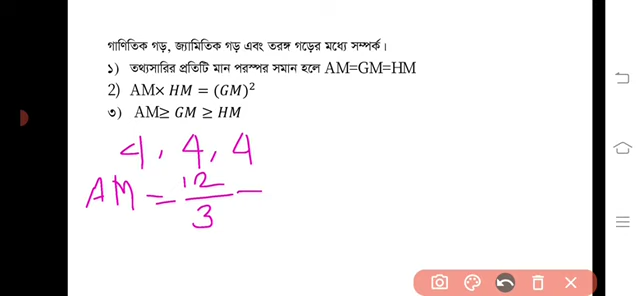 গাণিতিক গড়, জ্যামিতিক গড় এবং তরঙ্গ গড়ের মধ্যে সম্পর্ক।
১) তথ্যসারির প্রতিটি মান পরস্পর সমান হলে AM=GM=HM
2) AM× HM = (GM)²
৩) AM≥ GM ≥ HM
4, 4, 4
AM = 12/3 =